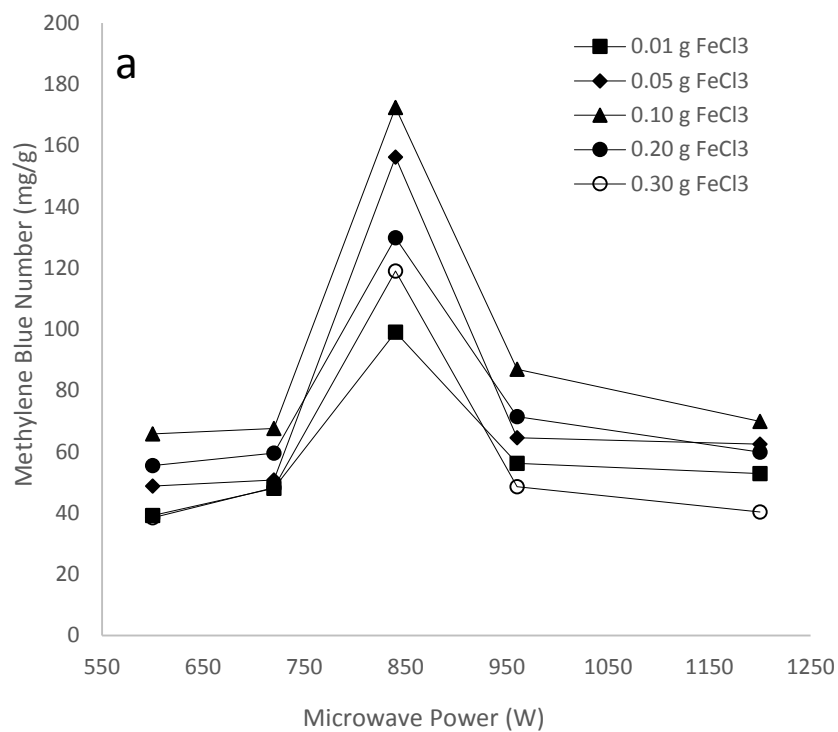 a
0.01 g FeCl3
0.05 g FeCl3
0.10 g FeCl3
0.20 g FeCl3
0.30 g FeCl3
Methylene Blue Number (mg/g)
200
180
160
140
120
100
80
60
40
20
0
550 650 750 850 950 1050 1150 1250
Microwave Power (W)